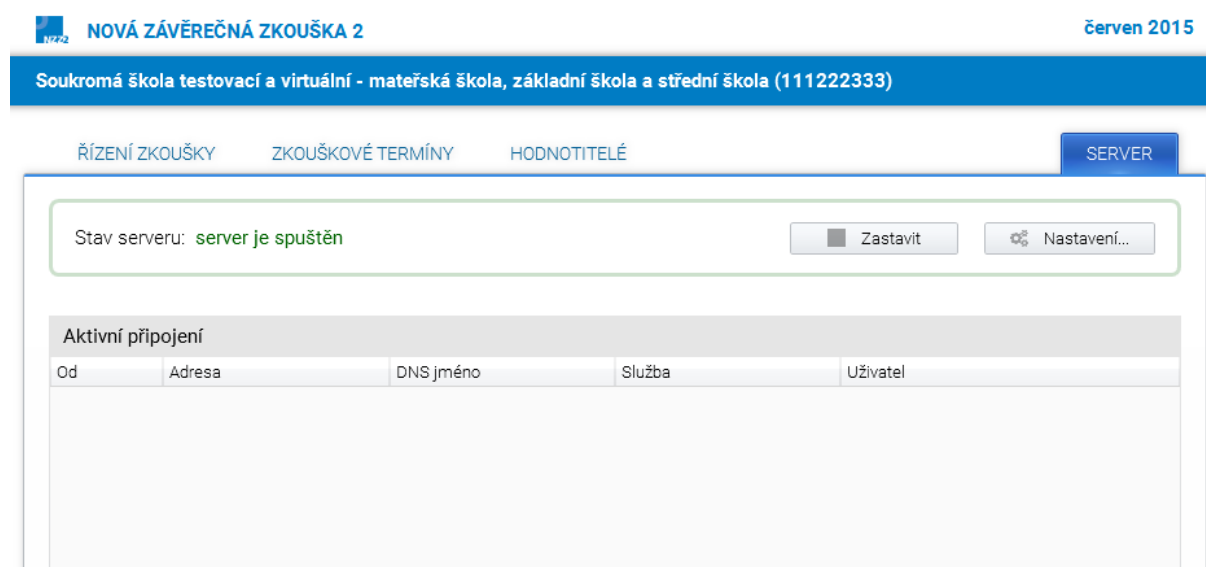 NZZ2 NOVÁ ZÁVĚREČNÁ ZKOUŠKA 2 červen 2015
Soukromá škola testovací a virtuální - mateřská škola, základní škola a střední škola (111222333)
ŘÍZENÍ ZKOUŠKY ZKOUŠKOVÉ TERMÍNY HODNOTITELÉ SERVER
Stav serveru: server je spuštěn Zastavit Nastavení...
Aktivní připojení
Od Adresa DNS jméno Služba Uživatel